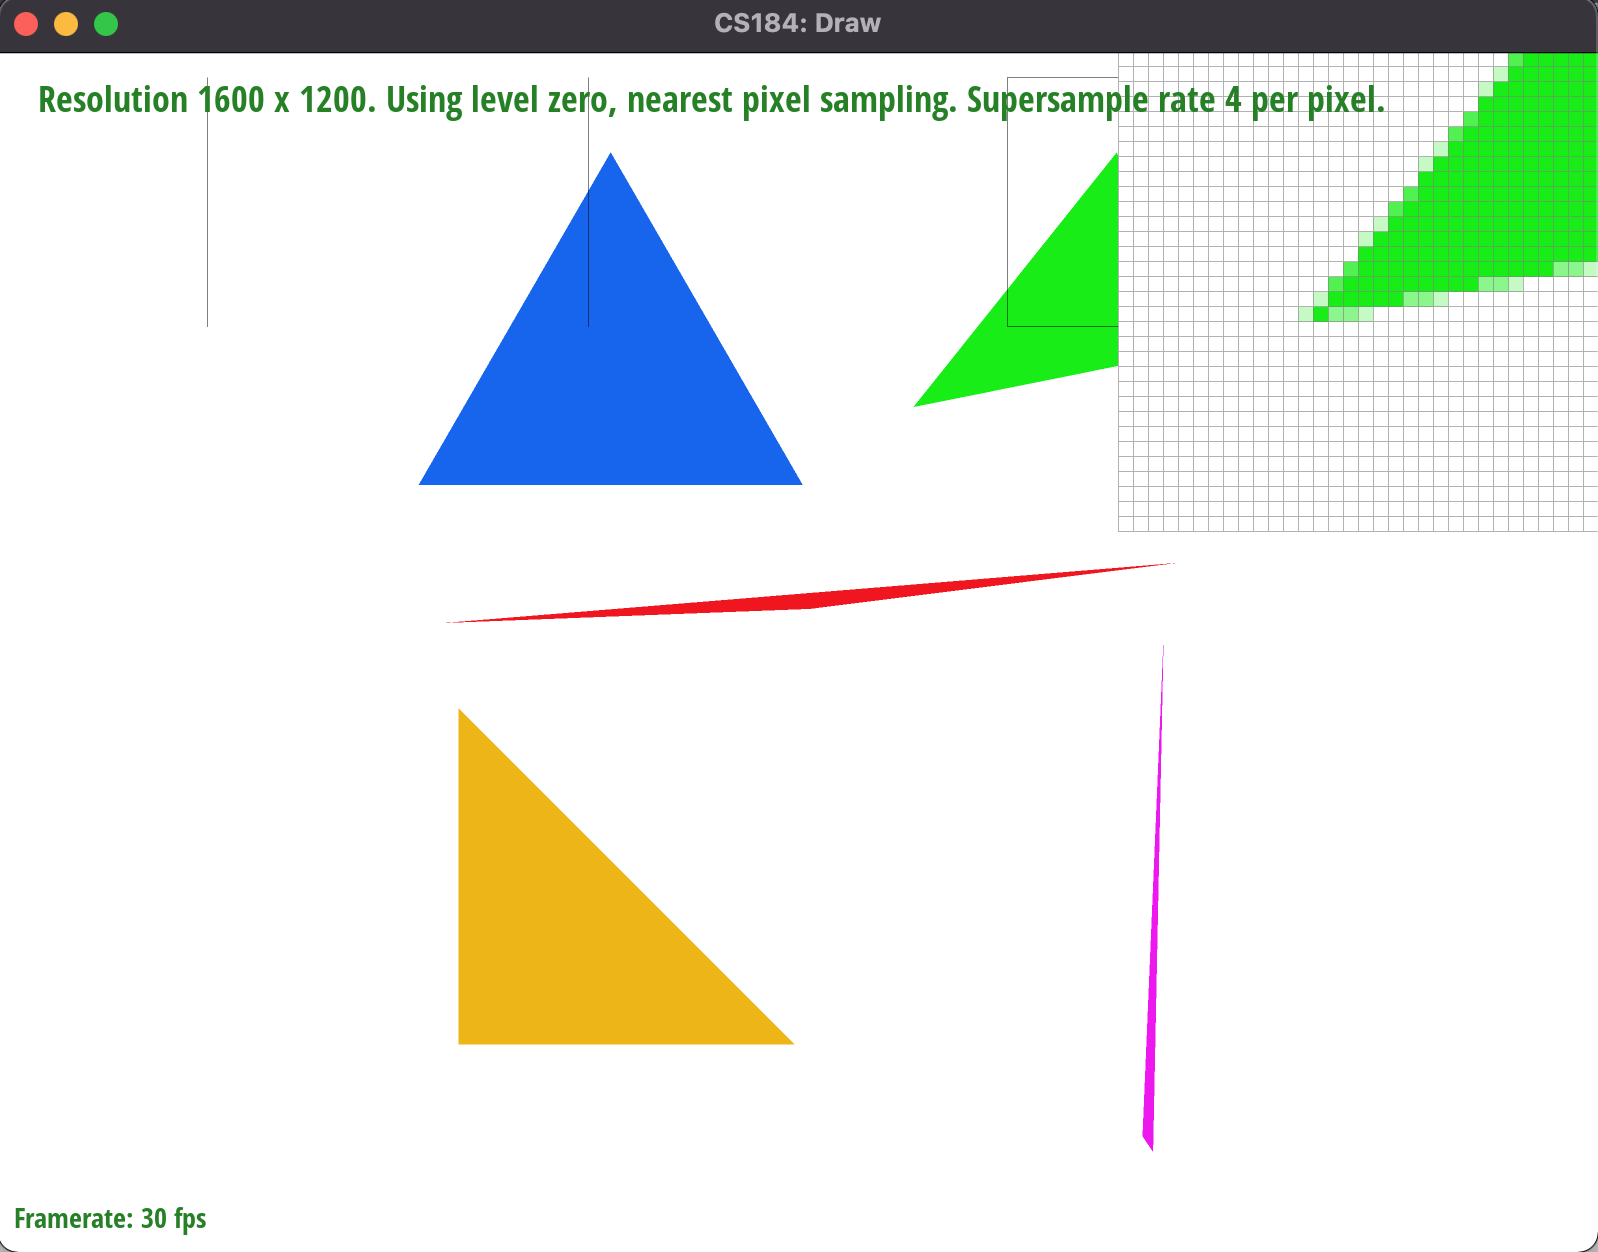 CS184: Draw
Resolution 1600 x 1200. Using level zero, nearest pixel sampling. Supersample rate 4 per pixel.
Framerate: 30 fps